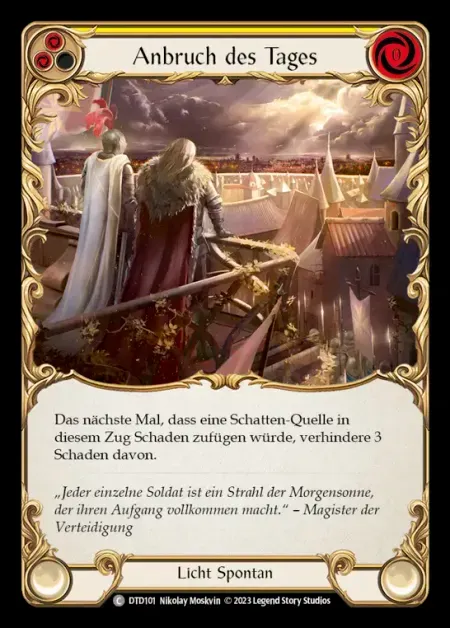 Anbruch des Tages
0
Das nächste Mal, dass eine Schatten-Quelle in
diesem Zug Schaden zufügen würde, verhindere 3
Schaden davon.
„Jeder einzelne Soldat ist ein Strahl der Morgensonne,
der ihren Aufgang vollkommen macht.“ – Magister der
Verteidigung
Licht Spontan
C DTD101 Nikolay Moskvin © 2023 Legend Story Studios